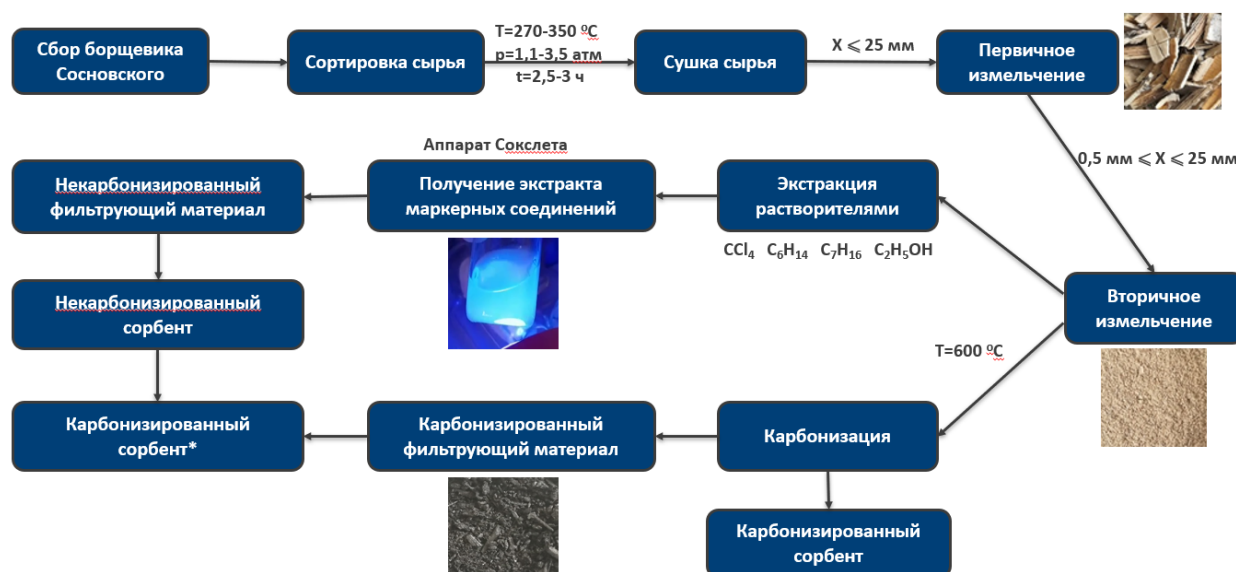 Сбор борщевика
Сосновского
Сортировка сырья
T=270-350 ⁰C
p=1,1-3,5 атм
t=2,5-3 ч
Сушка сырья
X ⩽ 25 мм
Первичное
измельчение
0,5 мм ⩽ X ⩽ 25 мм
Вторичное
измельчение
Экстракция
растворителями
CCl₄ C₆H₁₄ C₇H₁₆ C₂H₅OH
Аппарат Сокслета
Получение экстракта
маркерных соединений
Некарбонизированный
фильтрующий материал
Некарбонизированный
сорбент
T=600 ⁰C
Карбонизация
Карбонизированный
фильтрующий материал
Карбонизированный
сорбент*
Карбонизированный
сорбент